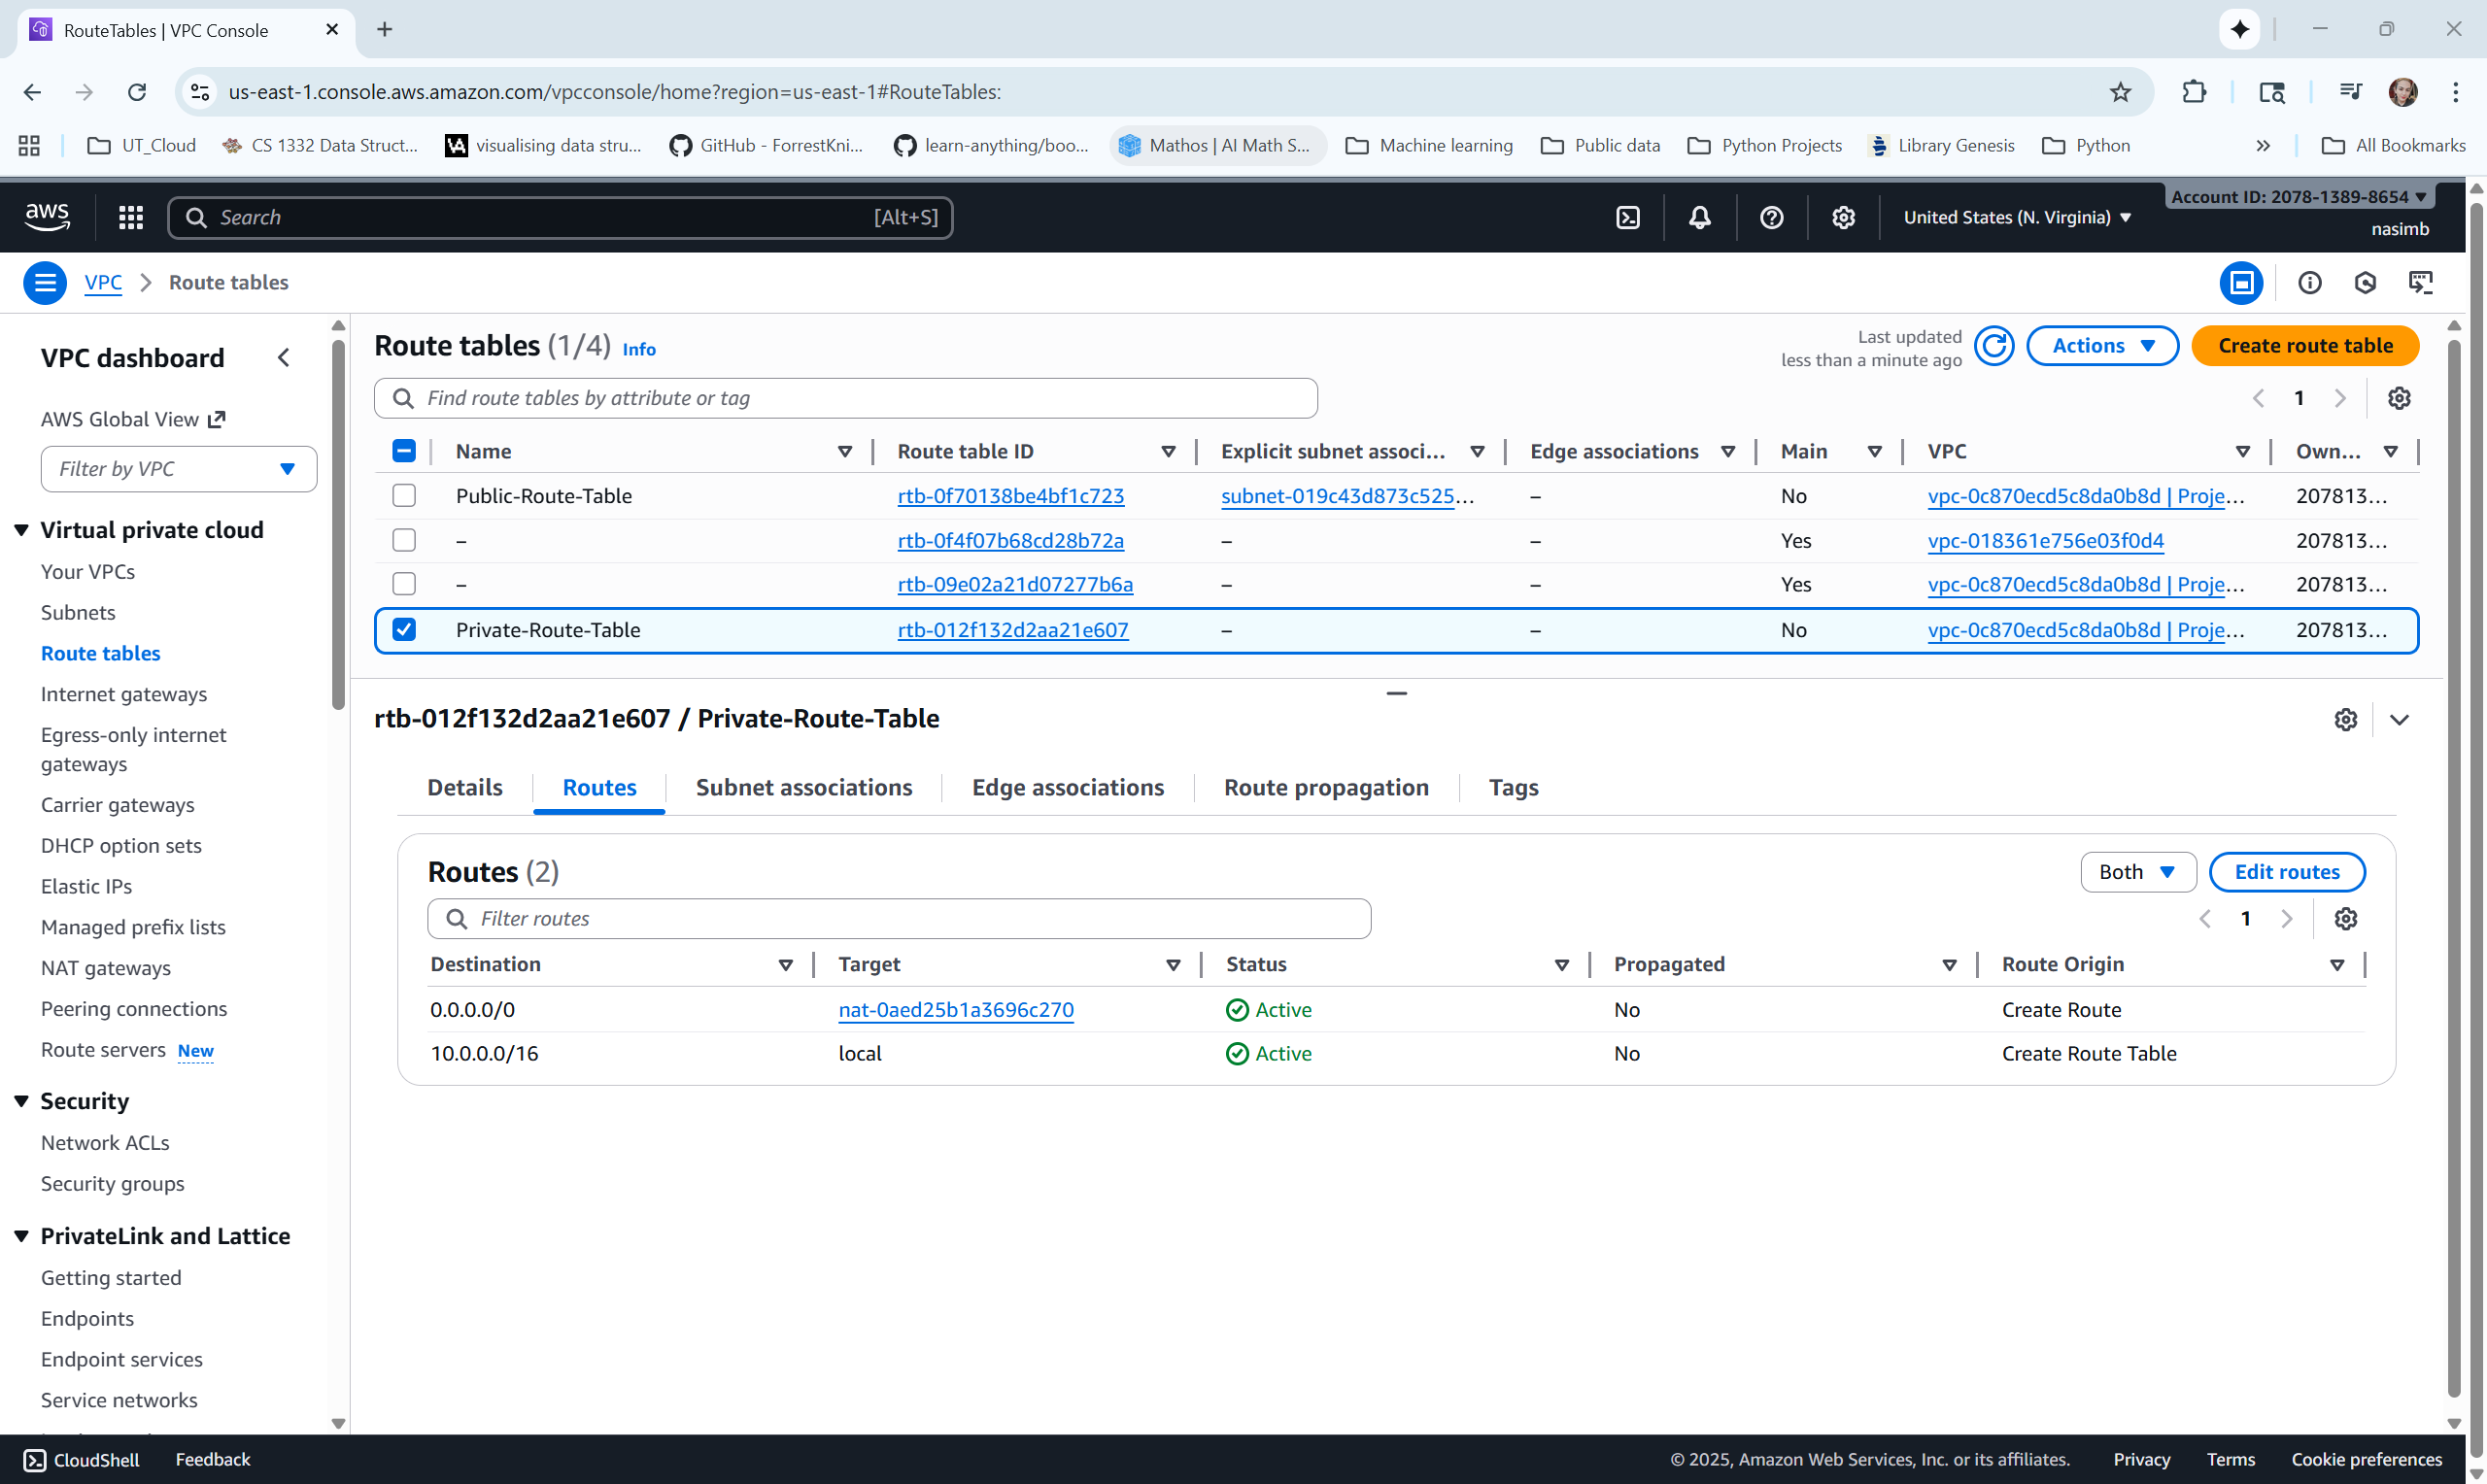 RouteTables | VPC Console
us-east-1.console.aws.amazon.com/vpcconsole/home?region=us-east-1#RouteTables:
UT_Cloud
CS 1332 Data Struct...
visualising data stru...
GitHub - ForrestKni...
learn-anything/boo...
Mathos | AI Math S...
Machine learning
Public data
Python Projects
Library Genesis
Python
All Bookmarks
aws
Search
[Alt+S]
United States (N. Virginia)
Account ID: 2078-1389-8654
nasimb
VPC
Route tables
VPC dashboard
AWS Global View
Filter by VPC
Virtual private cloud
Your VPCs
Subnets
Route tables
Internet gateways
Egress-only internet
gateways
Carrier gateways
DHCP option sets
Elastic IPs
Managed prefix lists
NAT gateways
Peering connections
Route servers New
Security
Network ACLs
Security groups
PrivateLink and Lattice
Getting started
Endpoints
Endpoint services
Service networks
Route tables (1/4) Info
Last updated
less than a minute ago
Actions
Create route table
Find route tables by attribute or tag
1
Name Route table ID Explicit subnet associ... Edge associations Main VPC Own...
Public-Route-Table rtb-0f70138be4bf1c723 subnet-019c43d873c525... – No vpc-0c870ecd5c8da0b8d | Proje... 207813...
– rtb-0f4f07b68cd28b72a – – Yes vpc-018361e756e03f0d4 207813...
– rtb-09e02a21d07277b6a – – Yes vpc-0c870ecd5c8da0b8d | Proje... 207813...
Private-Route-Table rtb-012f132d2aa21e607 – – No vpc-0c870ecd5c8da0b8d | Proje... 207813...
rtb-012f132d2aa21e607 / Private-Route-Table
Details Routes Subnet associations Edge associations Route propagation Tags
Routes (2)
Both
Edit routes
Filter routes
1
Destination Target Status Propagated Route Origin
0.0.0.0/0 nat-0aed25b1a3696c270 Active No Create Route
10.0.0.0/16 local Active No Create Route Table
CloudShell
Feedback
© 2025, Amazon Web Services, Inc. or its affiliates.
Privacy
Terms
Cookie preferences